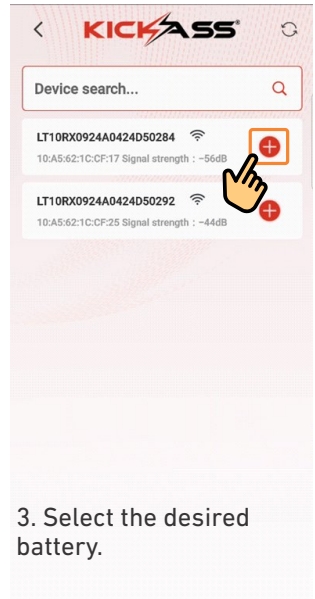 KICKASS®
Device search...
LT10RX0924A0424D50284
10:A5:62:1C:CF:17 Signal strength : -56dB
LT10RX0924A0424D50292
10:A5:62:1C:CF:25 Signal strength : -44dB
3. Select the desired
battery.